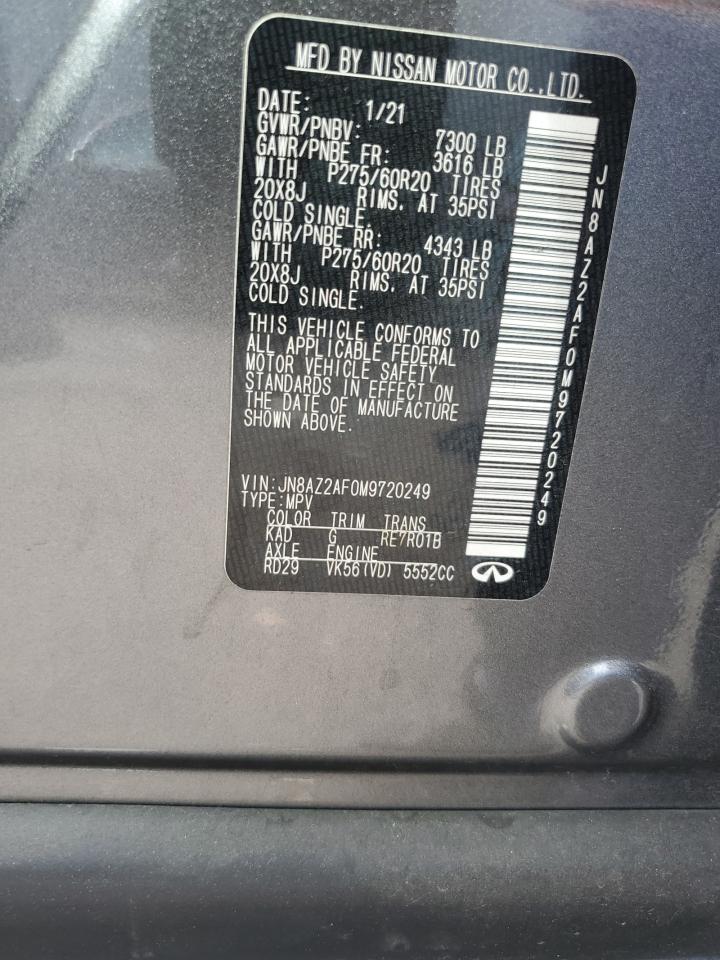 MFD BY NISSAN MOTOR CO.,LTD.
DATE: 1/21
GVWR/PNBV: 7300 LB
GAWR/PNBE FR: 3616 LB
WITH P275/60R20 TIRES
20X8J RIMS. AT 35PSI
COLD SINGLE.
GAWR/PNBE RR: 4343 LB
WITH P275/60R20 TIRES
20X8J RIMS. AT 35PSI
COLD SINGLE.
THIS VEHICLE CONFORMS TO
ALL APPLICABLE FEDERAL
MOTOR VEHICLE SAFETY
STANDARDS IN EFFECT ON
THE DATE OF MANUFACTURE
SHOWN ABOVE.
VIN:JN8AZ2AF0M9720249
TYPE:MPV
COLOR TRIM TRANS
KAD G RE7R01B
AXLE ENGINE
RD29 VK56(VD) 5552CC
JN8AZ2AF0M9720249